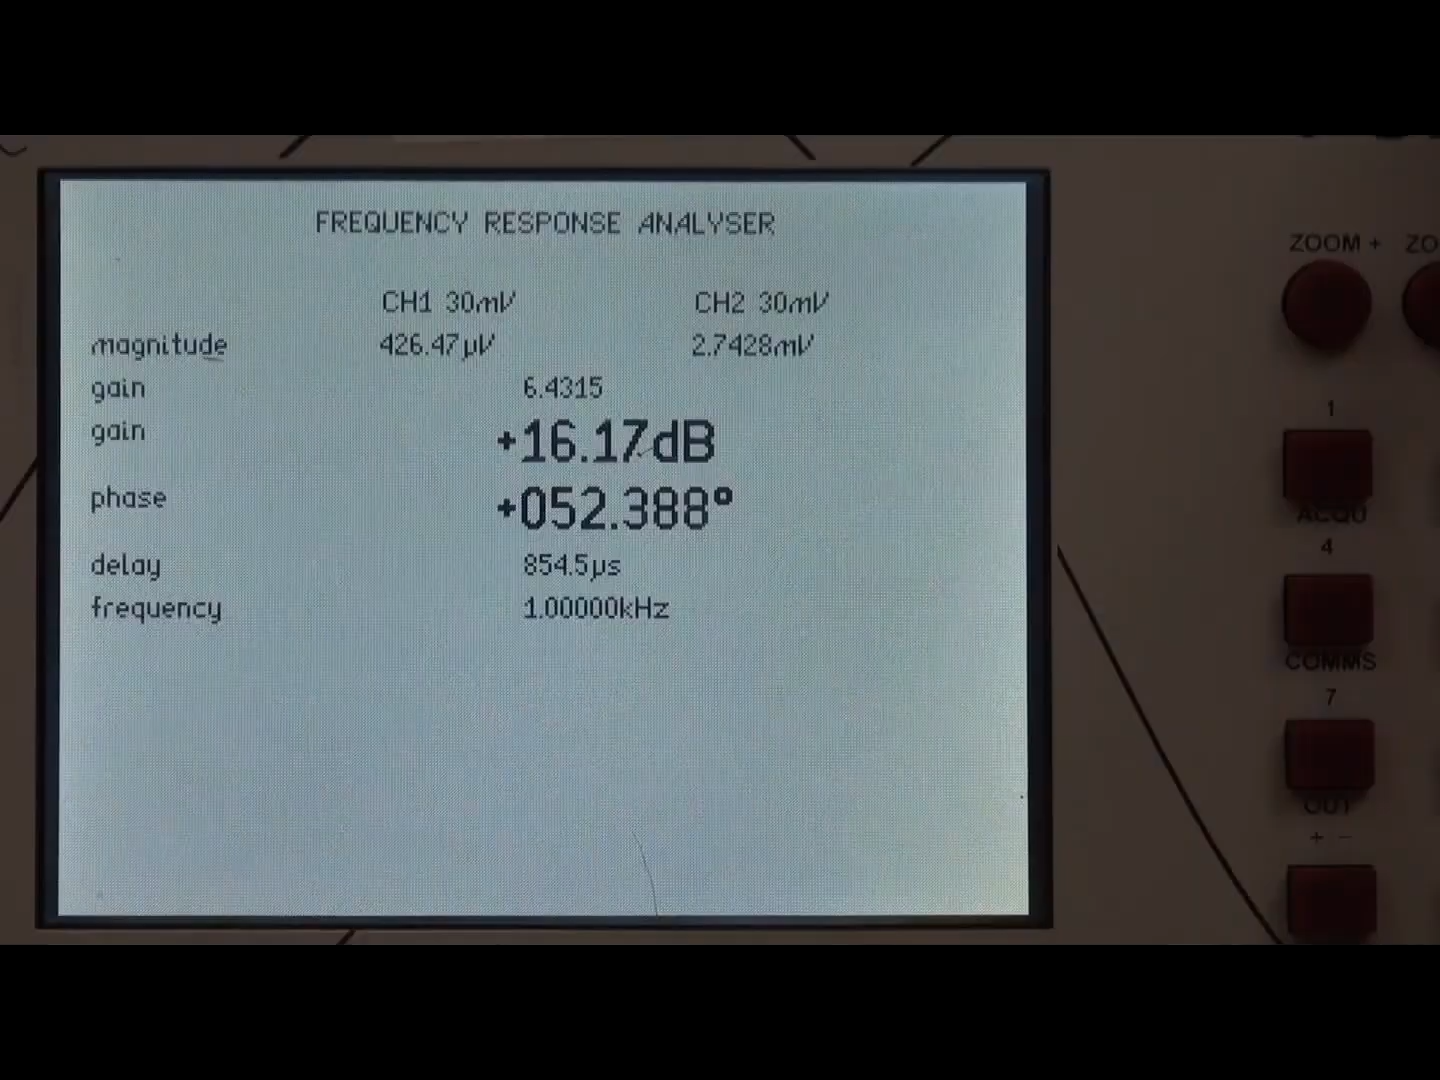 FREQUENCY RESPONSE ANALYSER
CH1 30mV CH2 30mV
magnitude 426.47µV 2.7428mV
gain 6.4315
gain +16.17dB
phase +052.388°
delay 854.5µs
frequency 1.00000kHz
ZOOM + ZO
1
ACQU
4
COMMS
7
OUT
+ -